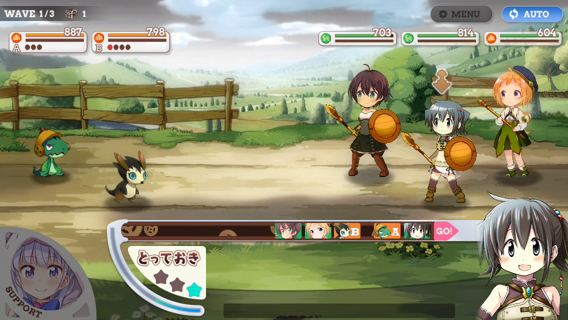 WAVE 1/3 1
MENU
AUTO
887
A
798
B
703
814
604
B
A
GO!
とっておき
SUPPORT